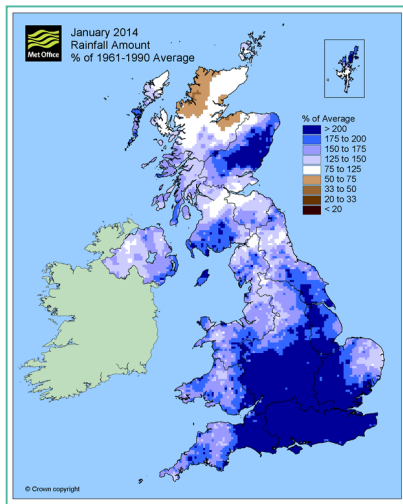 Met Office
January 2014
Rainfall Amount
% of 1961-1990 Average
% of Average
> 200
175 to 200
150 to 175
125 to 150
75 to 125
50 to 75
33 to 50
20 to 33
< 20
© Crown copyright